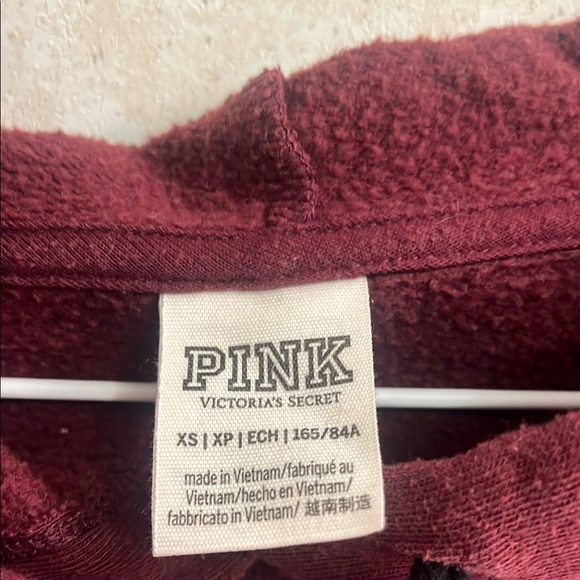 PINK
VICTORIA'S SECRET
XS | XP | ECH | 165/84A
made in Vietnam/fabriqué au
Vietnam/hecho en Vietnam/
fabbricato in Vietnam/ 越南制造